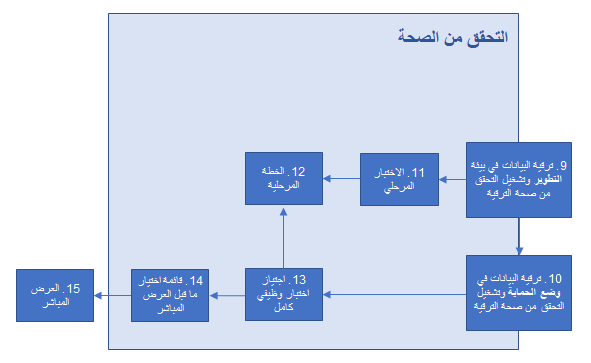 التحقق من الصحة
9. ترقية البيانات في بيئة
التطوير وتشغيل التحقق
من صحة الترقية
11. الاختبار
المرحلي
12. الخطة
المرحلية
10. ترقية البيانات في
وضع الحماية وتشغيل
التحقق من صحة الترقية
13. اجتياز
اختبار وظيفي
كامل
14. قائمة اختبار
ما قبل العرض
المباشر
15. العرض
المباشر